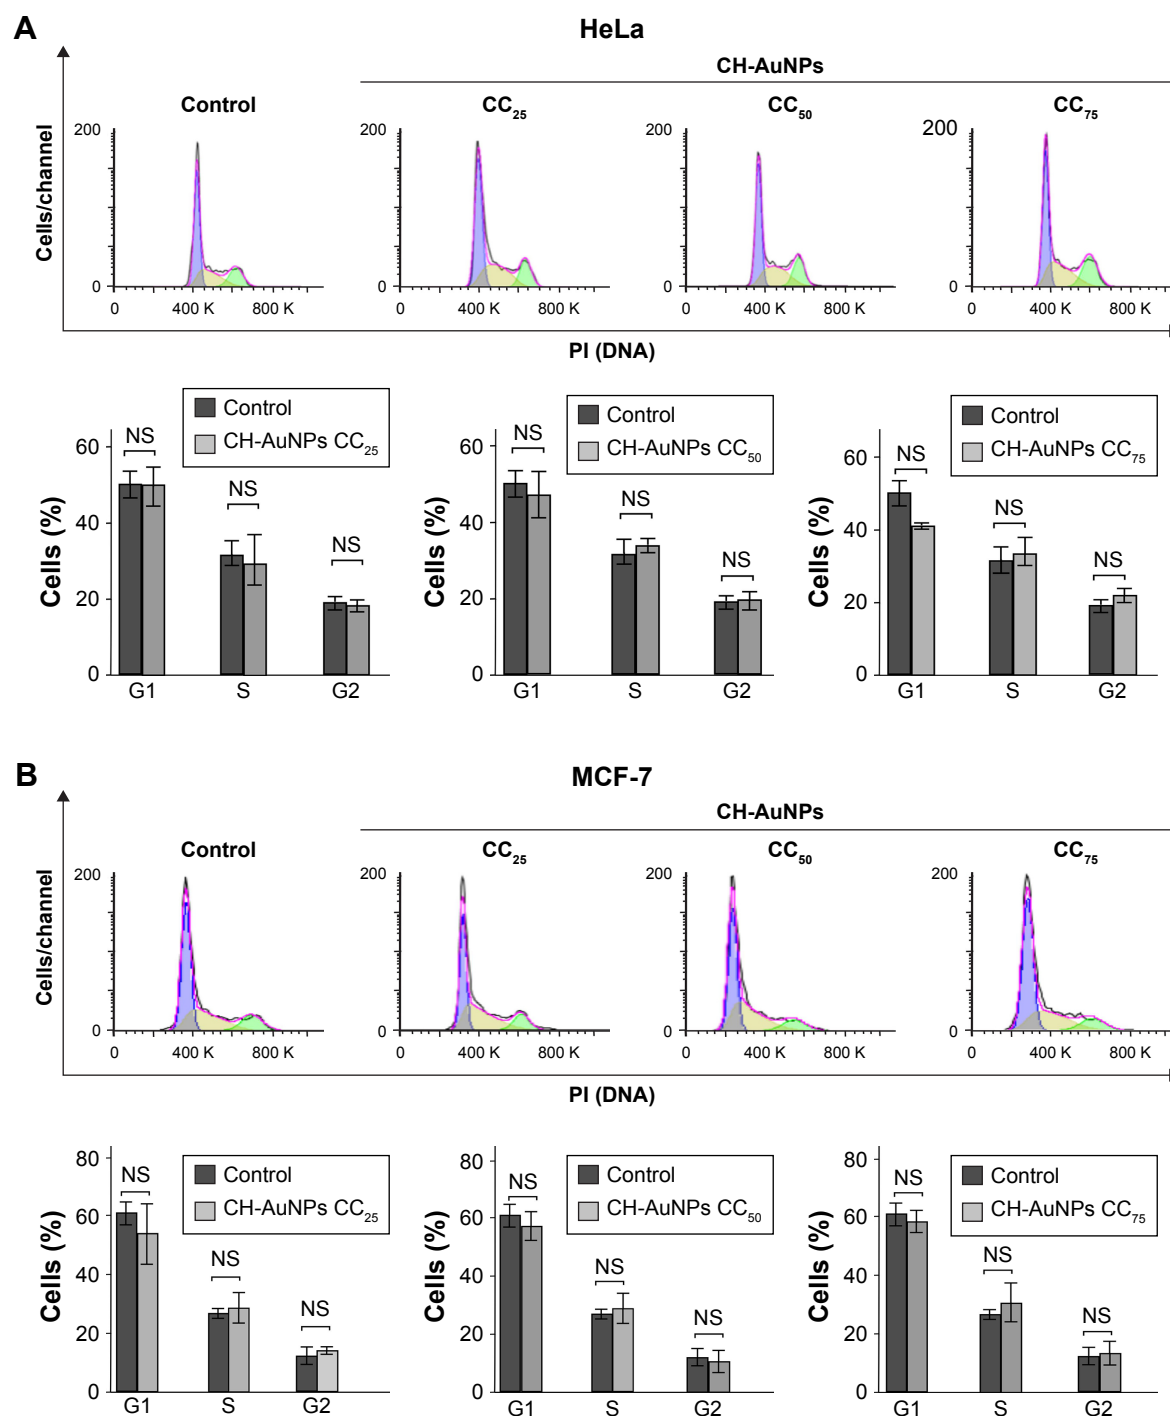 A
HeLa
CH-AuNPs
Control
CC25
CC50
CC75
Cells/channel
200
0
0 400 K 800 K
200
0
0 400 K 800 K
200
0
0 400 K 800 K
200
0
0 400 K 800 K
PI (DNA)
Control
CH-AuNPs CC25
Cells (%)
60
40
20
0
NS
NS
NS
G1 S G2
Control
CH-AuNPs CC50
Cells (%)
60
40
20
0
NS
NS
NS
G1 S G2
Control
CH-AuNPs CC75
Cells (%)
60
40
20
0
NS
NS
NS
G1 S G2
B
MCF-7
CH-AuNPs
Control
CC25
CC50
CC75
Cells/channel
200
0
0 400 K 800 K
200
0
0 400 K 800 K
200
0
0 400 K 800 K
200
0
0 400 K 800 K
PI (DNA)
Control
CH-AuNPs CC25
Cells (%)
80
60
40
20
0
NS
NS
NS
G1 S G2
Control
CH-AuNPs CC50
Cells (%)
80
60
40
20
0
NS
NS
NS
G1 S G2
Control
CH-AuNPs CC75
Cells (%)
80
60
40
20
0
NS
NS
NS
G1 S G2